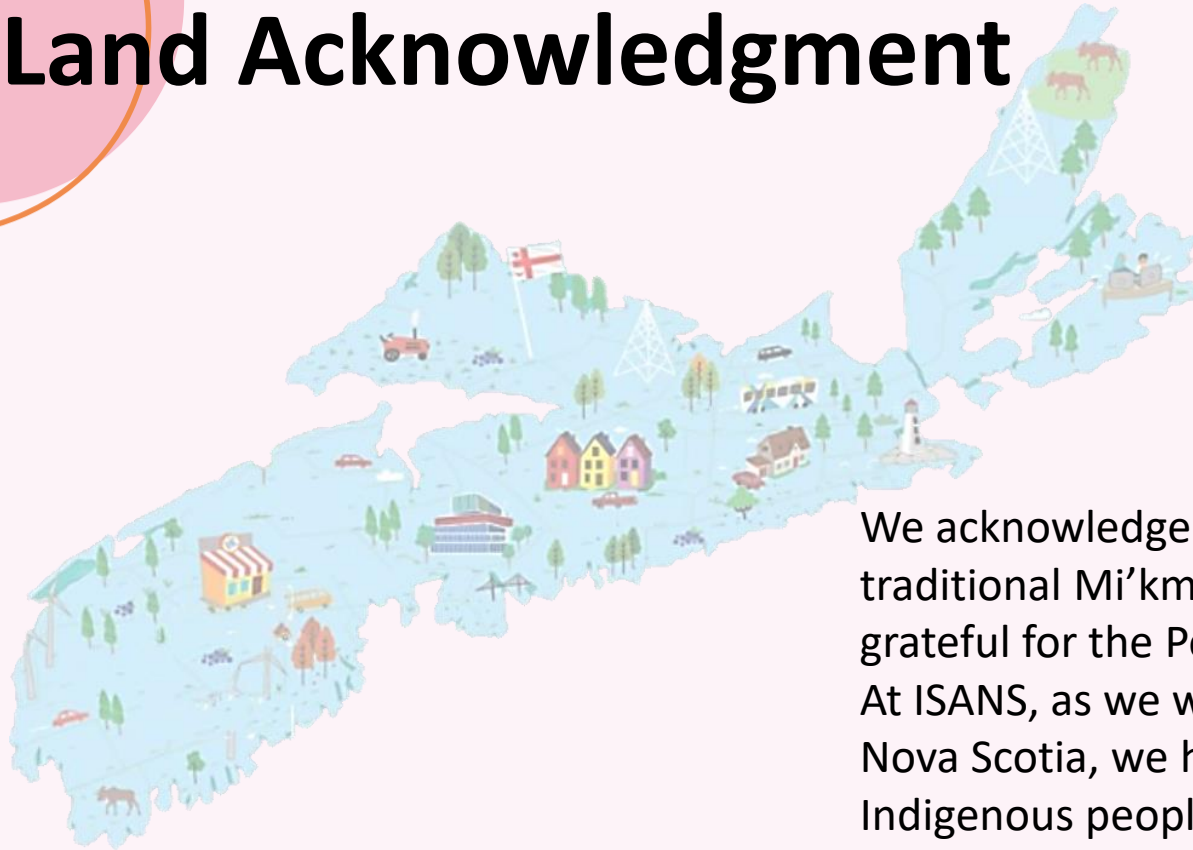 Land Acknowledgment
We acknowledge
traditional Mi’km
grateful for the P
At ISANS, as we w
Nova Scotia, we h
Indigenous peopl